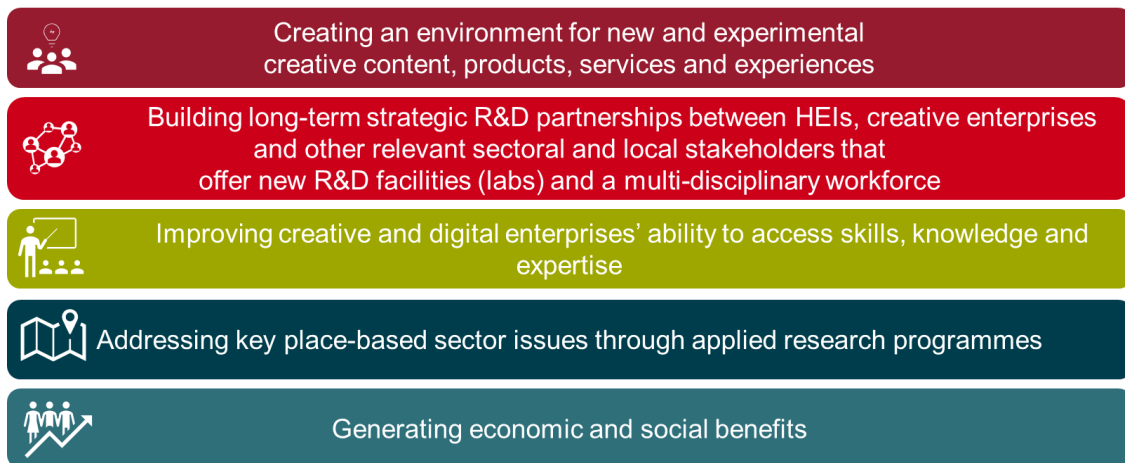 Creating an environment for new and experimental
creative content, products, services and experiences
Building long-term strategic R&D partnerships between HEIs, creative enterprises
and other relevant sectoral and local stakeholders that
offer new R&D facilities (labs) and a multi-disciplinary workforce
Improving creative and digital enterprises’ ability to access skills, knowledge and
expertise
Addressing key place-based sector issues through applied research programmes
Generating economic and social benefits